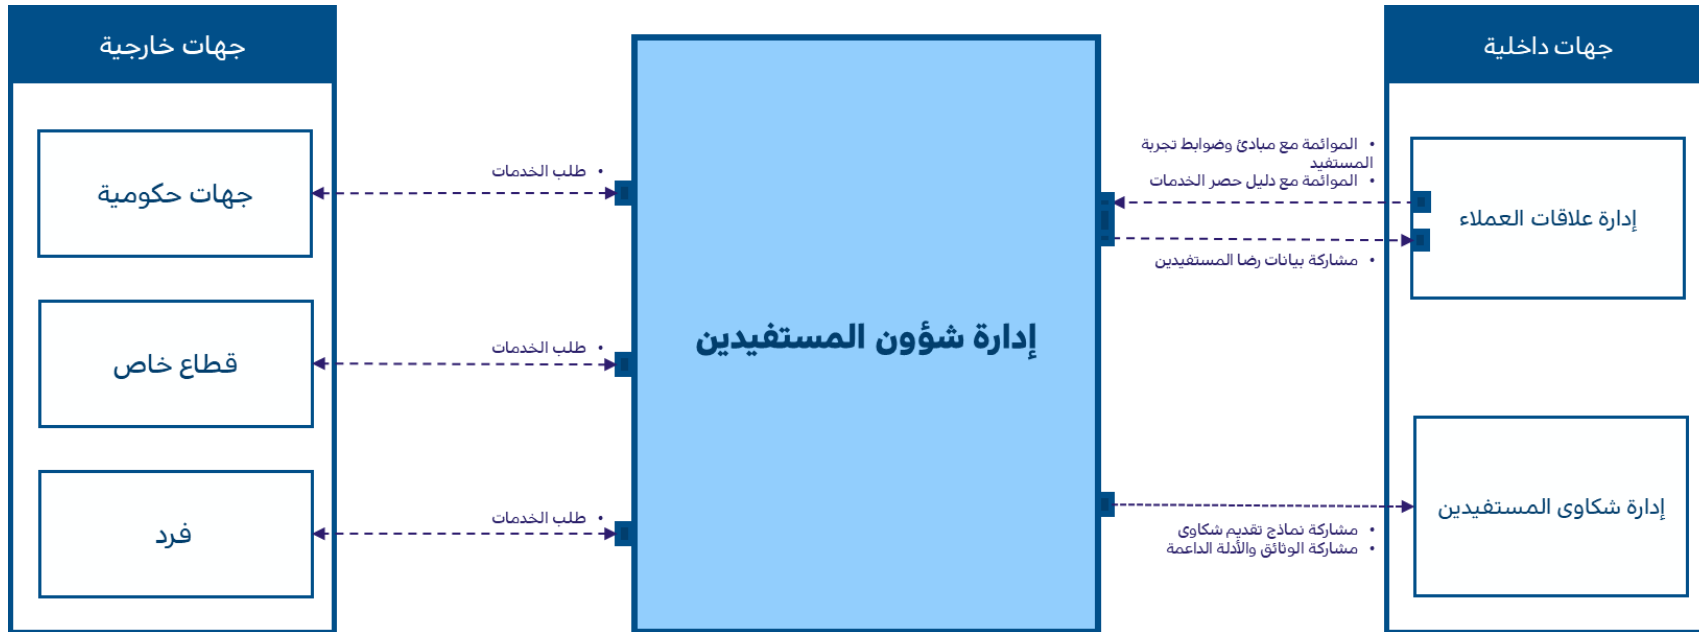 جهات داخلية
إدارة علاقات العملاء
إدارة شكاوى المستفيدين
• الموائمة مع مبادئ وضوابط تجربة
المستفيد
• الموائمة مع دليل حصر الخدمات
• مشاركة بيانات رضا المستفيدين
• مشاركة نماذج تقديم شكاوى
• مشاركة الوثائق والأدلة الداعمة
إدارة شؤون المستفيدين
• طلب الخدمات
• طلب الخدمات
• طلب الخدمات
جهات خارجية
جهات حكومية
قطاع خاص
فرد